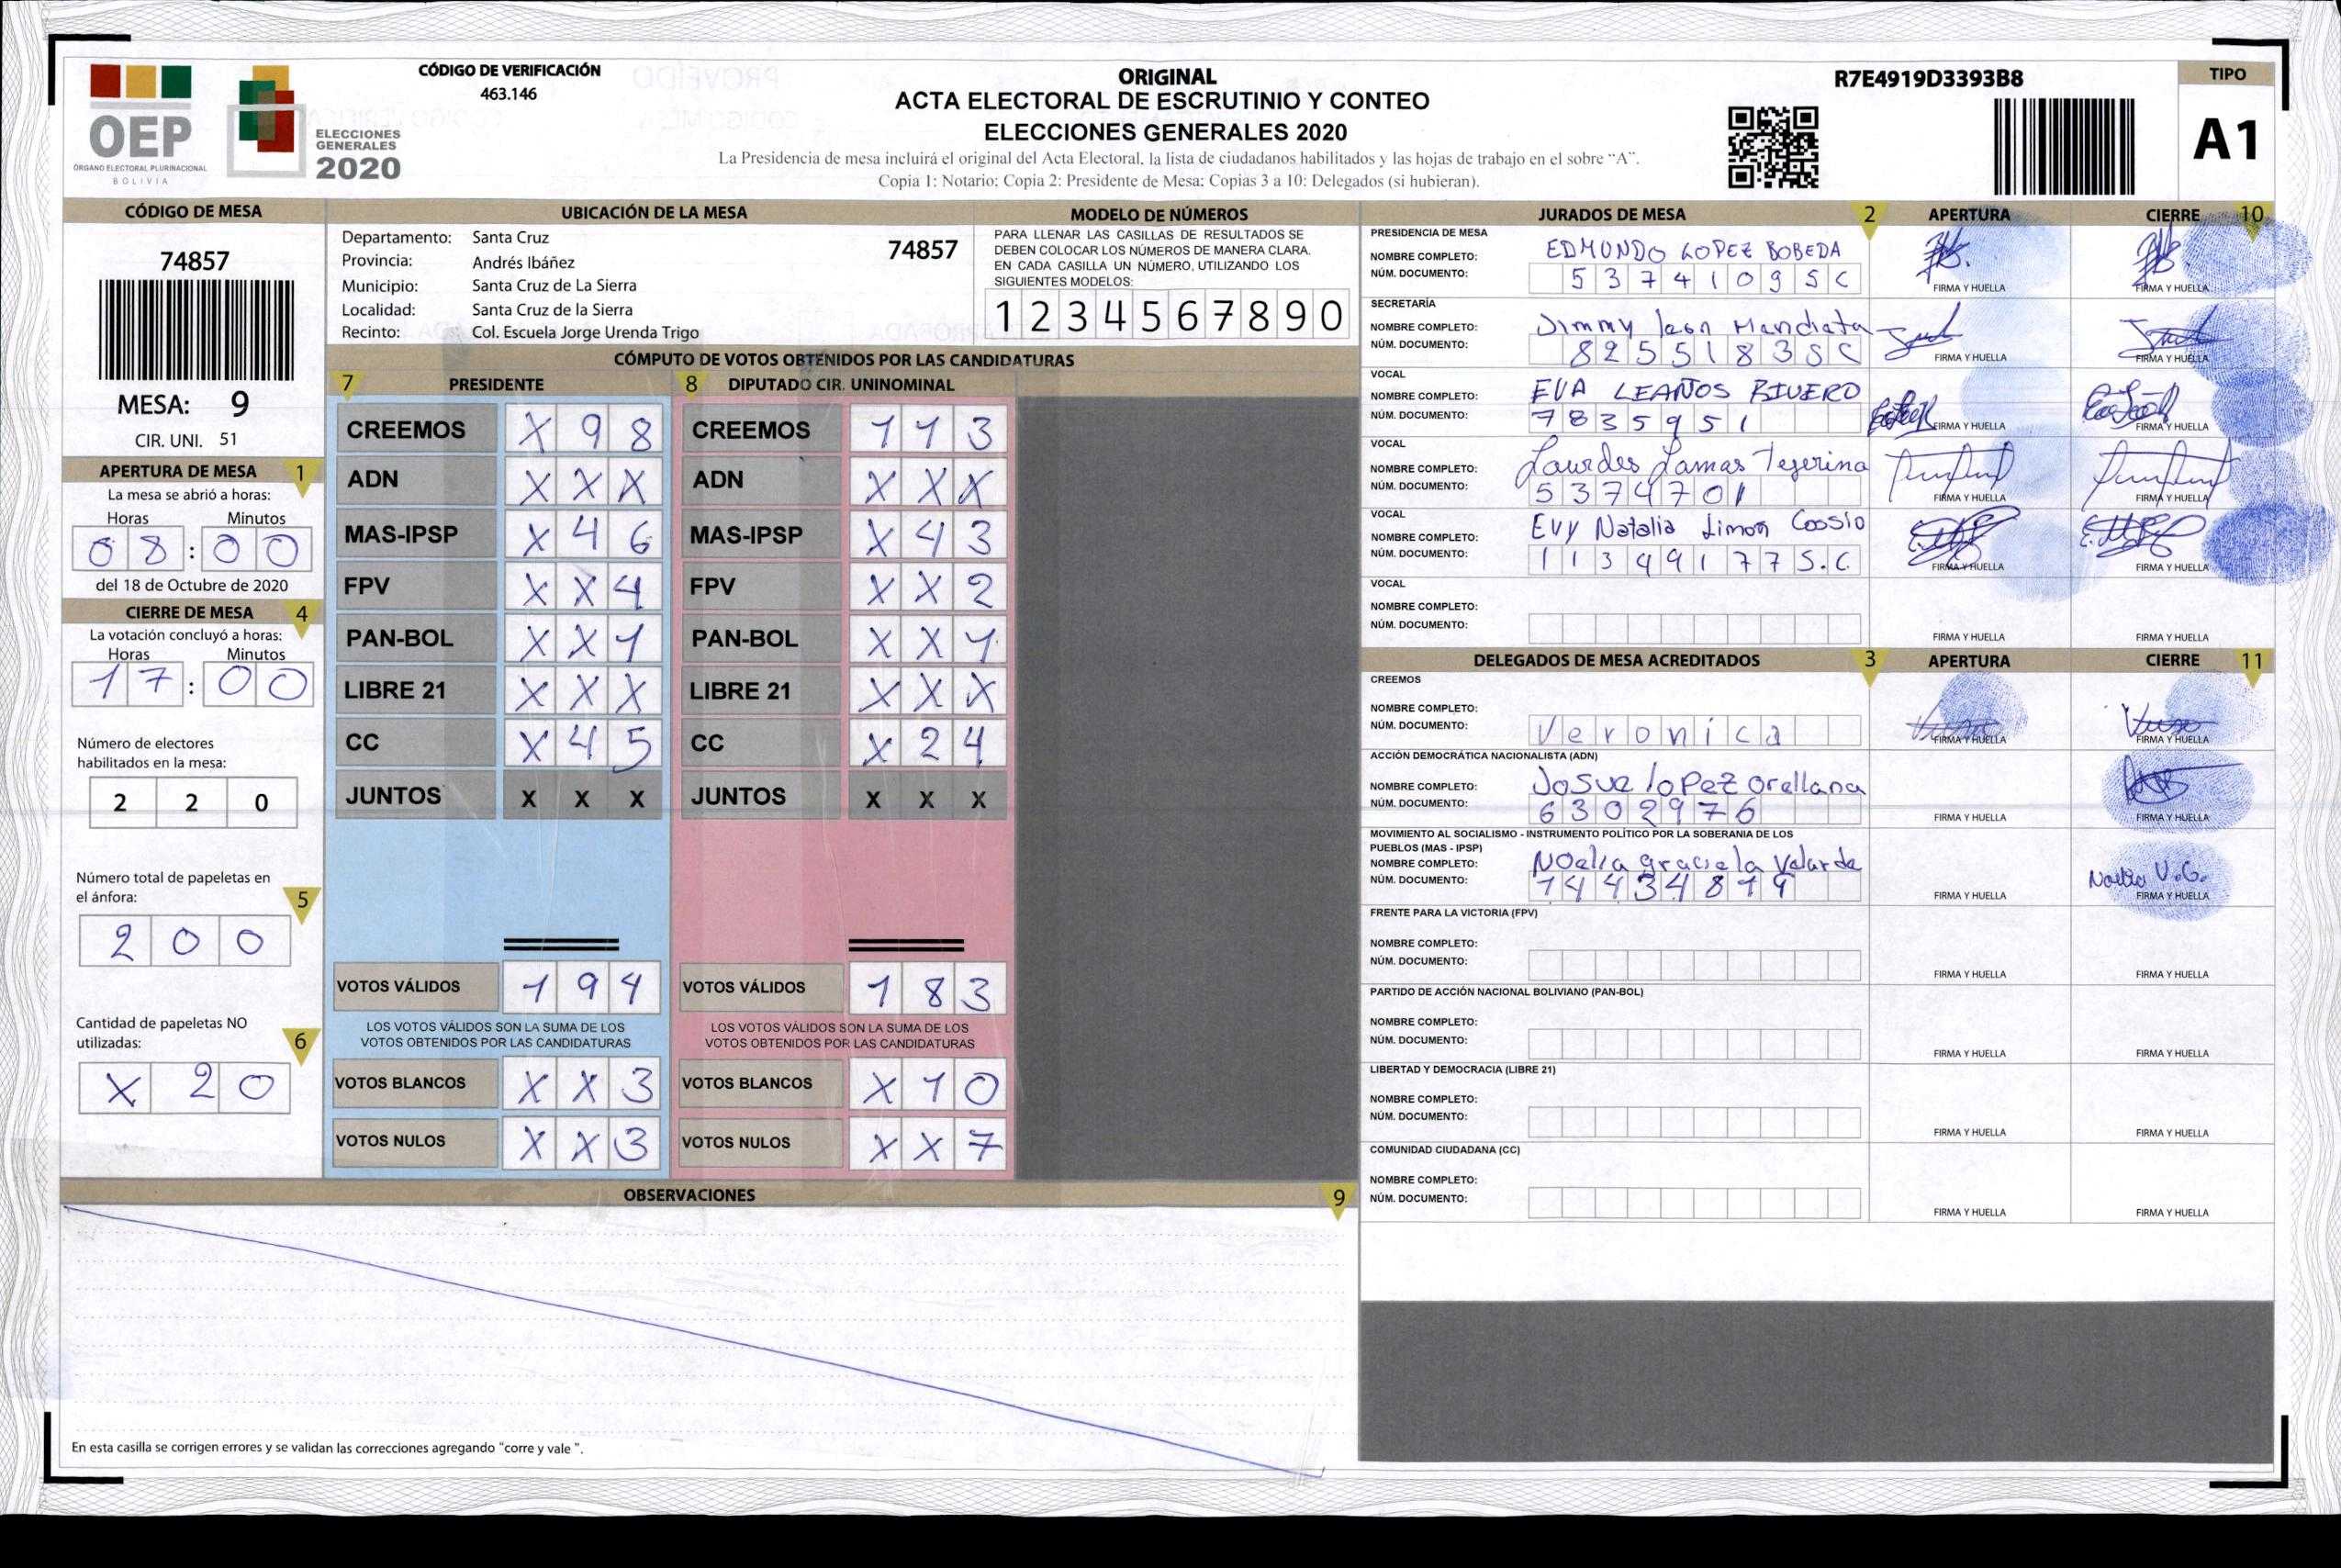 CÓDIGO DE VERIFICACIÓN
463.146
ORIGINAL
ACTA ELECTORAL DE ESCRUTINIO Y CONTEO
ELECCIONES GENERALES 2020
La Presidencia de mesa incluirá el original del Acta Electoral, la lista de ciudadanos habilitados y las hojas de trabajo en el sobre "A".
Copia 1: Notario; Copia 2: Presidente de Mesa; Copias 3 a 10: Delegados (si hubieran).
R7E4919D3393B8
TIPO
A1
OEP
ÓRGANO ELECTORAL PLURINACIONAL
BOLIVIA
ELECCIONES
GENERALES
2020
CÓDIGO DE MESA
74857
MESA: 9
CIR. UNI. 51
APERTURA DE MESA 1
La mesa se abrió a horas:
Horas Minutos
08:00
del 18 de Octubre de 2020
CIERRE DE MESA 4
La votación concluyó a horas:
Horas Minutos
17:00
Número de electores
habilitados en la mesa:
2 2 0
Número total de papeletas en
el ánfora: 5
2 0 0
Cantidad de papeletas NO
utilizadas: 6
X 2 0
UBICACIÓN DE LA MESA
Departamento: Santa Cruz 74857
Provincia: Andrés Ibáñez
Municipio: Santa Cruz de La Sierra
Localidad: Santa Cruz de la Sierra
Recinto: Col. Escuela Jorge Urenda Trigo
MODELO DE NÚMEROS
PARA LLENAR LAS CASILLAS DE RESULTADOS SE
DEBEN COLOCAR LOS NÚMEROS DE MANERA CLARA.
EN CADA CASILLA UN NÚMERO, UTILIZANDO LOS
SIGUIENTES MODELOS:
1 2 3 4 5 6 7 8 9 0
CÓMPUTO DE VOTOS OBTENIDOS POR LAS CANDIDATURAS
7 PRESIDENTE 8 DIPUTADO CIR. UNINOMINAL
CREEMOS X 9 8 CREEMOS 1 1 3
ADN X X X ADN X X X
MAS-IPSP X 4 6 MAS-IPSP X 4 3
FPV X X 4 FPV X X 2
PAN-BOL X X 1 PAN-BOL X X 1
LIBRE 21 X X X LIBRE 21 X X X
CC X 4 5 CC X 2 4
JUNTOS X X X JUNTOS X X X
VOTOS VÁLIDOS 1 9 4 VOTOS VÁLIDOS 1 8 3
LOS VOTOS VÁLIDOS SON LA SUMA DE LOS LOS VOTOS VÁLIDOS SON LA SUMA DE LOS
VOTOS OBTENIDOS POR LAS CANDIDATURAS VOTOS OBTENIDOS POR LAS CANDIDATURAS
VOTOS BLANCOS X X 3 VOTOS BLANCOS X 1 0
VOTOS NULOS X X 3 VOTOS NULOS X X 7
OBSERVACIONES 9
En esta casilla se corrigen errores y se validan las correcciones agregando "corre y vale ".
JURADOS DE MESA 2 APERTURA CIERRE 10
PRESIDENCIA DE MESA
NOMBRE COMPLETO: EDMUNDO LOPEZ BOBEDA
NÚM. DOCUMENTO: 5374109SC
FIRMA Y HUELLA FIRMA Y HUELLA
SECRETARÍA
NOMBRE COMPLETO: Jimmy leon
NÚM. DOCUMENTO: 8255183SC
FIRMA Y HUELLA FIRMA Y HUELLA
VOCAL
NOMBRE COMPLETO: EVA LEAÑOS RIVERO
NÚM. DOCUMENTO: 7835951
FIRMA Y HUELLA FIRMA Y HUELLA
VOCAL
NOMBRE COMPLETO: Lourdes Lamas Tejerina
NÚM. DOCUMENTO: 5374701
FIRMA Y HUELLA FIRMA Y HUELLA
VOCAL
NOMBRE COMPLETO: Evy Natalia Limon Cossio
NÚM. DOCUMENTO: 11349177S.C.
FIRMA Y HUELLA FIRMA Y HUELLA
VOCAL
NOMBRE COMPLETO:
NÚM. DOCUMENTO:
FIRMA Y HUELLA FIRMA Y HUELLA
DELEGADOS DE MESA ACREDITADOS 3 APERTURA CIERRE 11
CREEMOS
NOMBRE COMPLETO:
NÚM. DOCUMENTO: Veronica
FIRMA Y HUELLA FIRMA Y HUELLA
ACCIÓN DEMOCRÁTICA NACIONALISTA (ADN)
NOMBRE COMPLETO: Josue lopez orellana
NÚM. DOCUMENTO: 6302976
FIRMA Y HUELLA FIRMA Y HUELLA
MOVIMIENTO AL SOCIALISMO - INSTRUMENTO POLÍTICO POR LA SOBERANIA DE LOS
PUEBLOS (MAS - IPSP)
NOMBRE COMPLETO: Noelia graciela Velarde
NÚM. DOCUMENTO: 14434819
Noelia V.G.
FIRMA Y HUELLA FIRMA Y HUELLA
FRENTE PARA LA VICTORIA (FPV)
NOMBRE COMPLETO:
NÚM. DOCUMENTO:
FIRMA Y HUELLA FIRMA Y HUELLA
PARTIDO DE ACCIÓN NACIONAL BOLIVIANO (PAN-BOL)
NOMBRE COMPLETO:
NÚM. DOCUMENTO:
FIRMA Y HUELLA FIRMA Y HUELLA
LIBERTAD Y DEMOCRACIA (LIBRE 21)
NOMBRE COMPLETO:
NÚM. DOCUMENTO:
FIRMA Y HUELLA FIRMA Y HUELLA
COMUNIDAD CIUDADANA (CC)
NOMBRE COMPLETO:
NÚM. DOCUMENTO:
FIRMA Y HUELLA FIRMA Y HUELLA